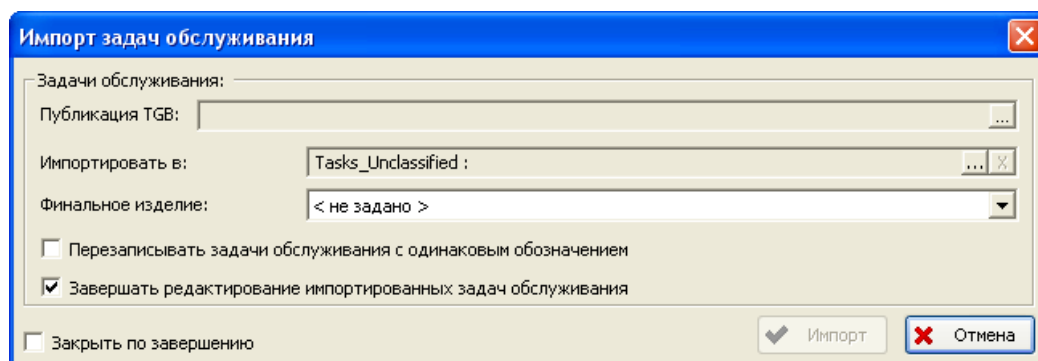 Импорт задач обслуживания
Задачи обслуживания:
Публикация TGB: ...
Импортировать в: Tasks_Unclassified : ... X
Финальное изделие: < не задано >
Перезаписывать задачи обслуживания с одинаковым обозначением
Завершать редактирование импортированных задач обслуживания
Закрыть по завершению Импорт Отмена